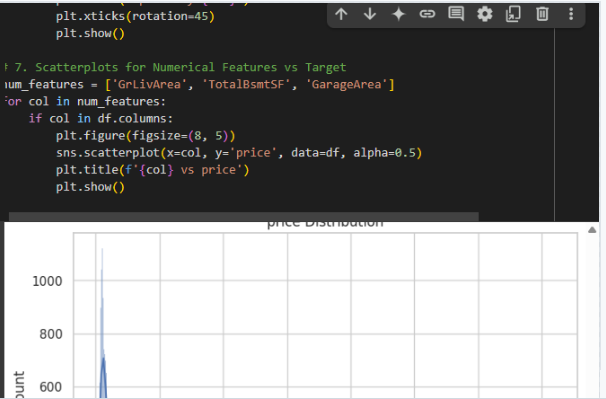 plt.xticks(rotation=45)
plt.show()
# 7. Scatterplots for Numerical Features vs Target
num_features = ['GrLivArea', 'TotalBsmtSF', 'GarageArea']
for col in num_features:
if col in df.columns:
plt.figure(figsize=(8, 5))
sns.scatterplot(x=col, y='price', data=df, alpha=0.5)
plt.title(f'{col} vs price')
plt.show()
price Distribution
1000
800
600